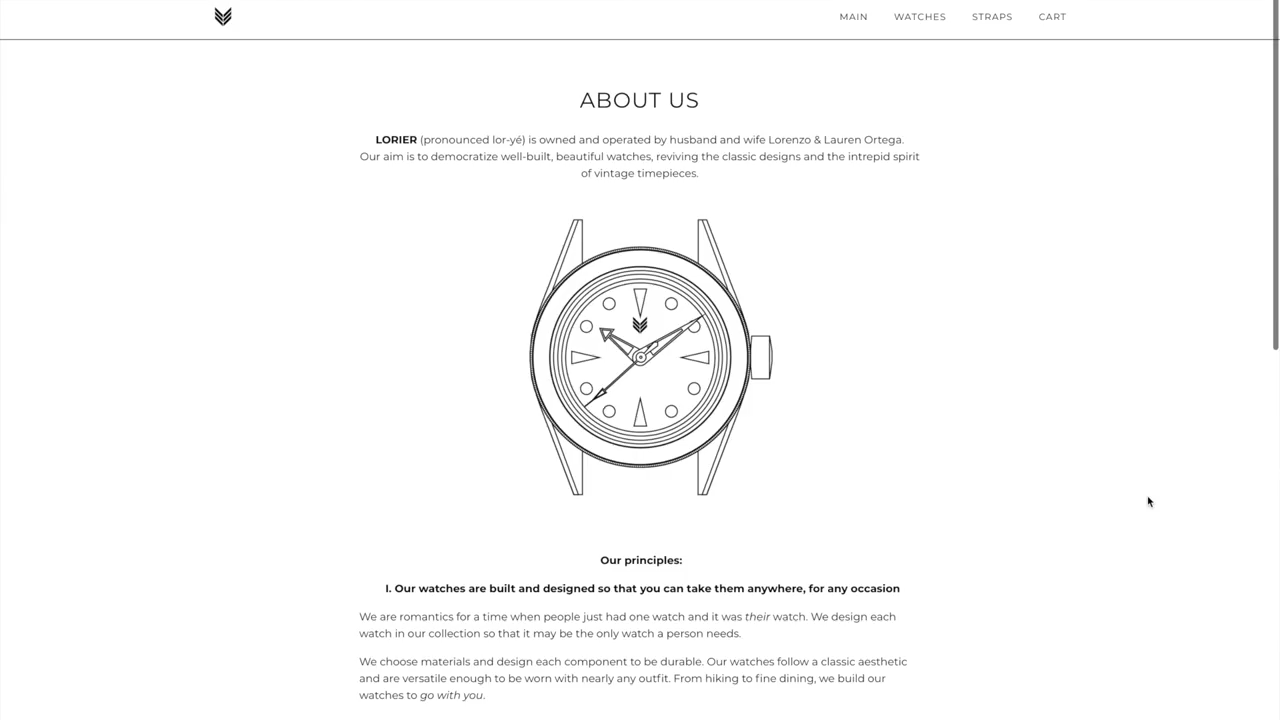 MAIN WATCHES STRAPS CART
ABOUT US
LORIER (pronounced lor-yé) is owned and operated by husband and wife Lorenzo & Lauren Ortega.
Our aim is to democratize well-built, beautiful watches, reviving the classic designs and the intrepid spirit
of vintage timepieces.
Our principles:
I. Our watches are built and designed so that you can take them anywhere, for any occasion
We are romantics for a time when people just had one watch and it was their watch. We design each
watch in our collection so that it may be the only watch a person needs.
We choose materials and design each component to be durable. Our watches follow a classic aesthetic
and are versatile enough to be worn with nearly any outfit. From hiking to fine dining, we build our
watches to go with you.